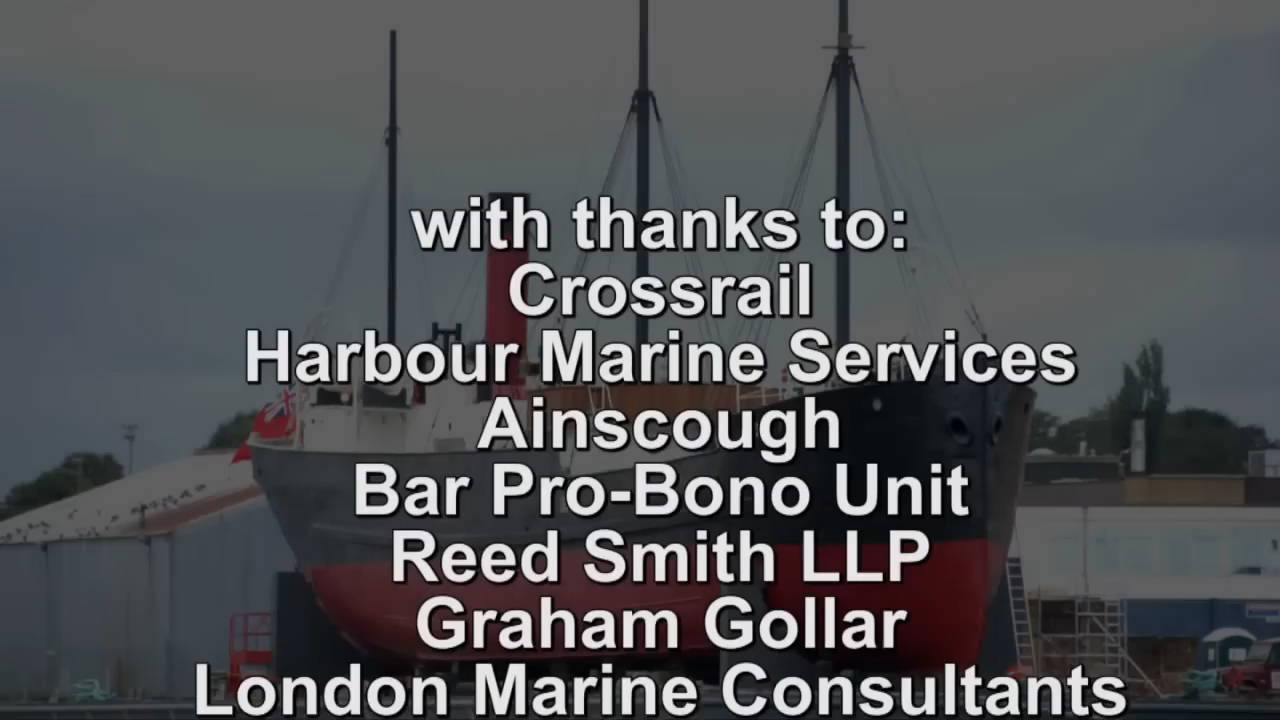 with thanks to:
Crossrail
Harbour Marine Services
Ainscough
Bar Pro-Bono Unit
Reed Smith LLP
Graham Gollar
London Marine Consultants